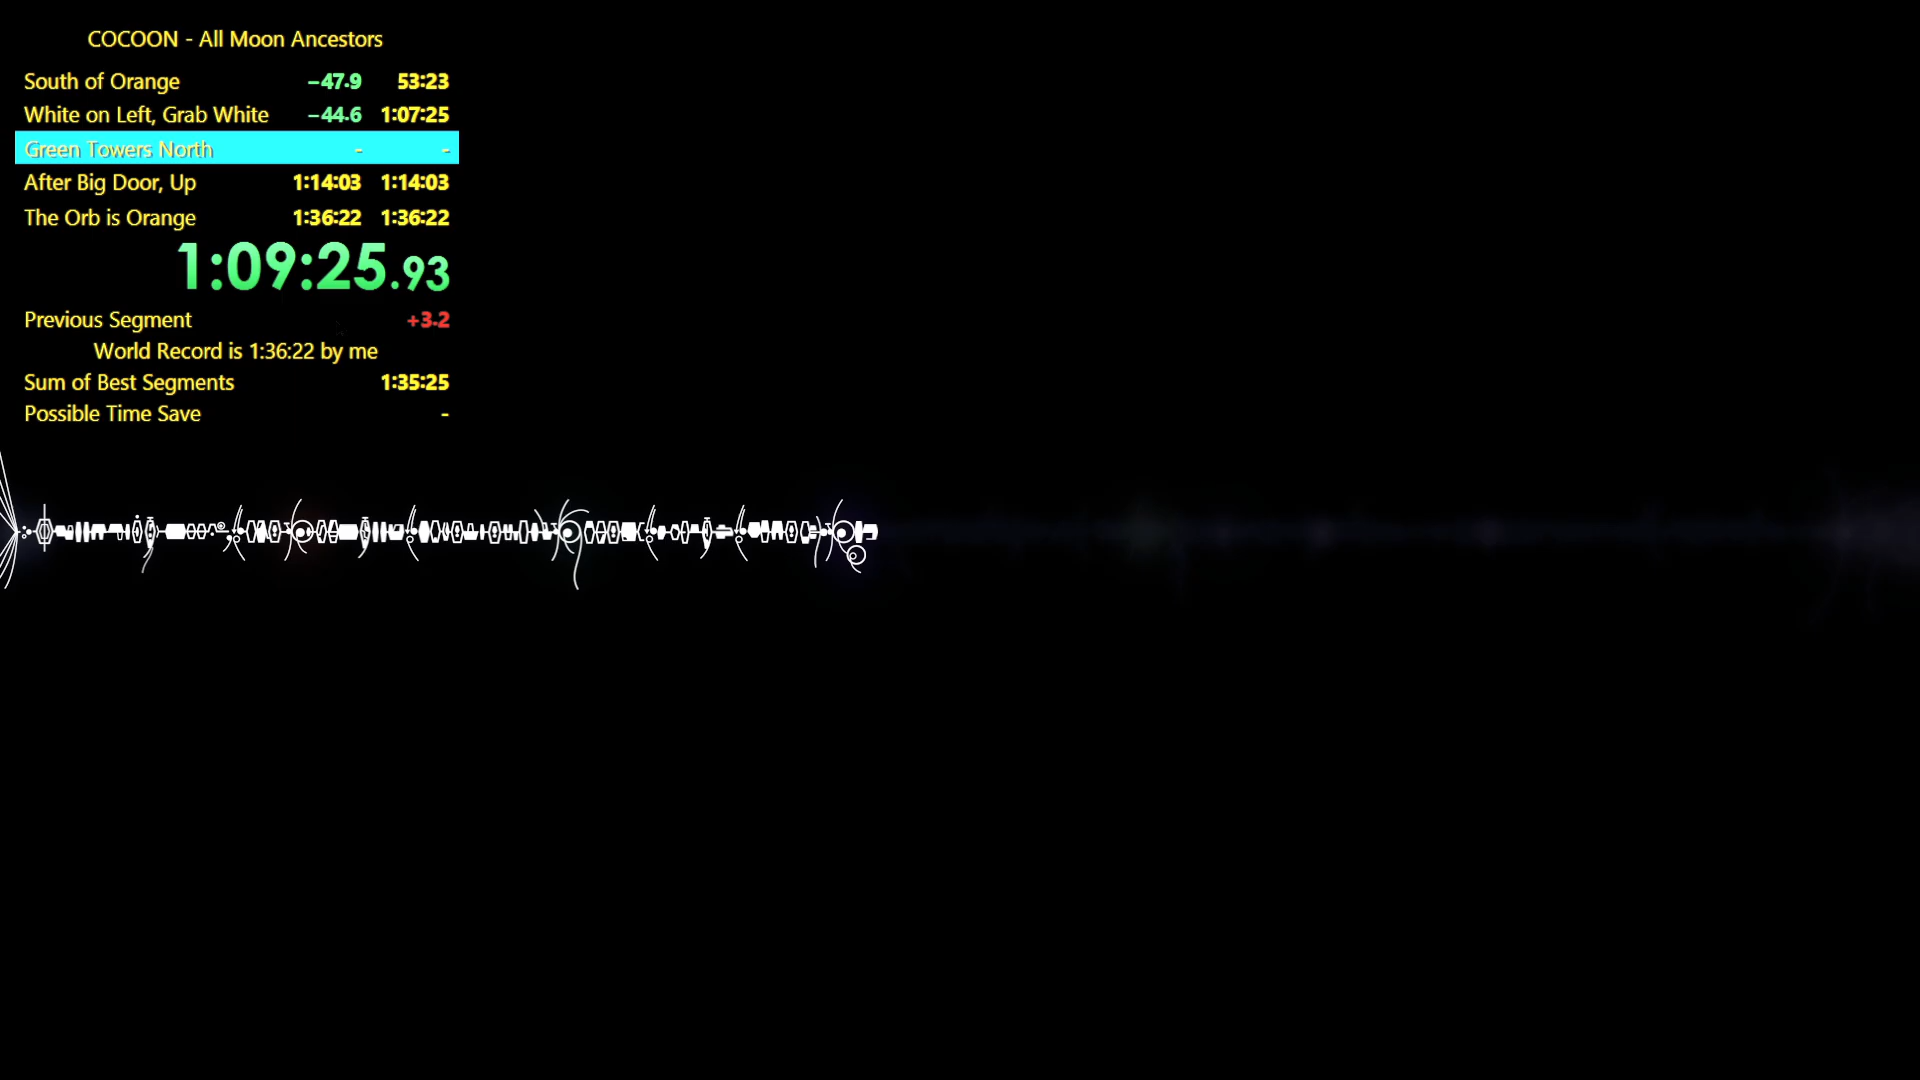 COCOON - All Moon Ancestors
South of Orange −47.9 53:23
White on Left, Grab White −44.6 1:07:25
Green Towers North - -
After Big Door, Up 1:14:03 1:14:03
The Orb is Orange 1:36:22 1:36:22
1:09:25.93
Previous Segment +3.2
World Record is 1:36:22 by me
Sum of Best Segments 1:35:25
Possible Time Save -